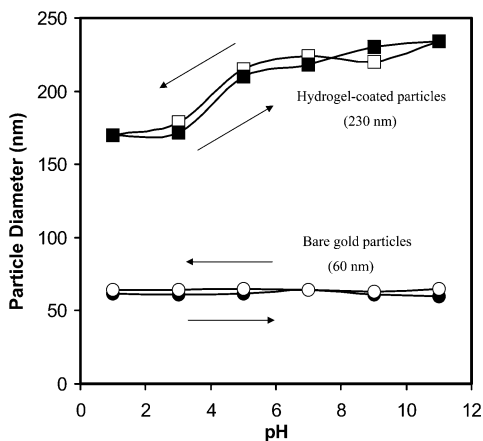 250
200
150
100
50
0
Particle Diameter (nm)
Hydrogel-coated particles
(230 nm)
Bare gold particles
(60 nm)
0 2 4 6 8 10 12
pH